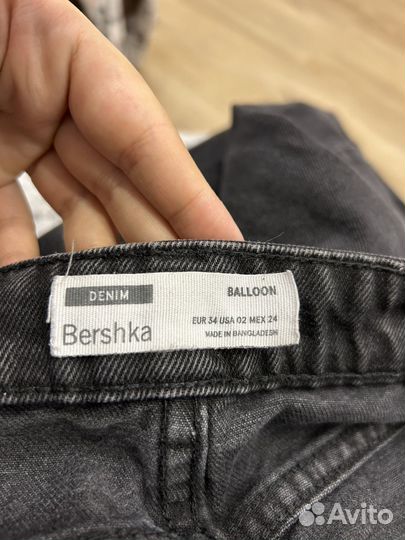 DENIM
BALLOON
Bershka
EUR 34 USA 02 MEX 24
MADE IN BANGLADESH
Avito